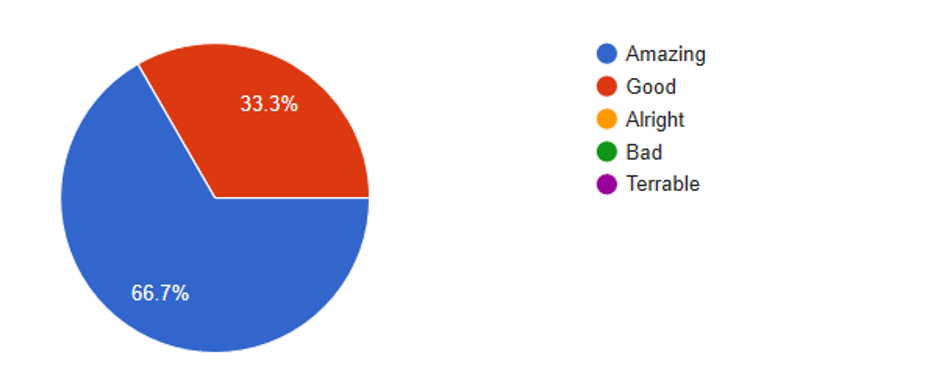 33.3%
66.7%
Amazing
Good
Alright
Bad
Terrable